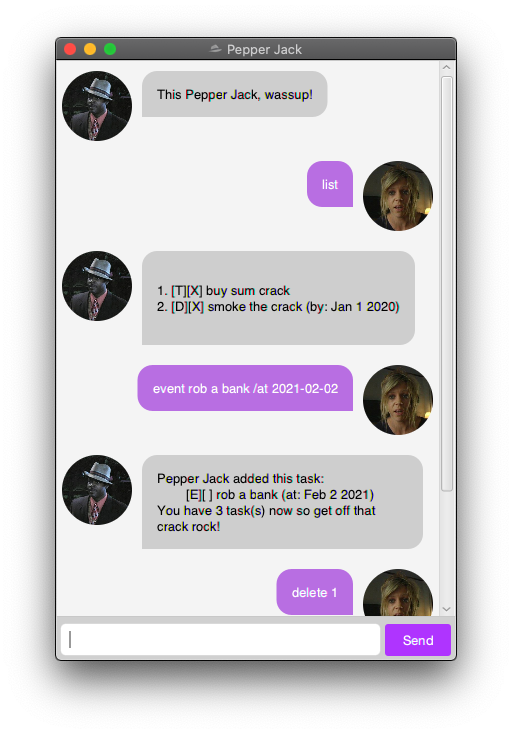 Pepper Jack
This Pepper Jack, wassup!
list
1. [T][X] buy sum crack
2. [D][X] smoke the crack (by: Jan 1 2020)
event rob a bank /at 2021-02-02
Pepper Jack added this task:
[E][ ] rob a bank (at: Feb 2 2021)
You have 3 task(s) now so get off that
crack rock!
delete 1
Send